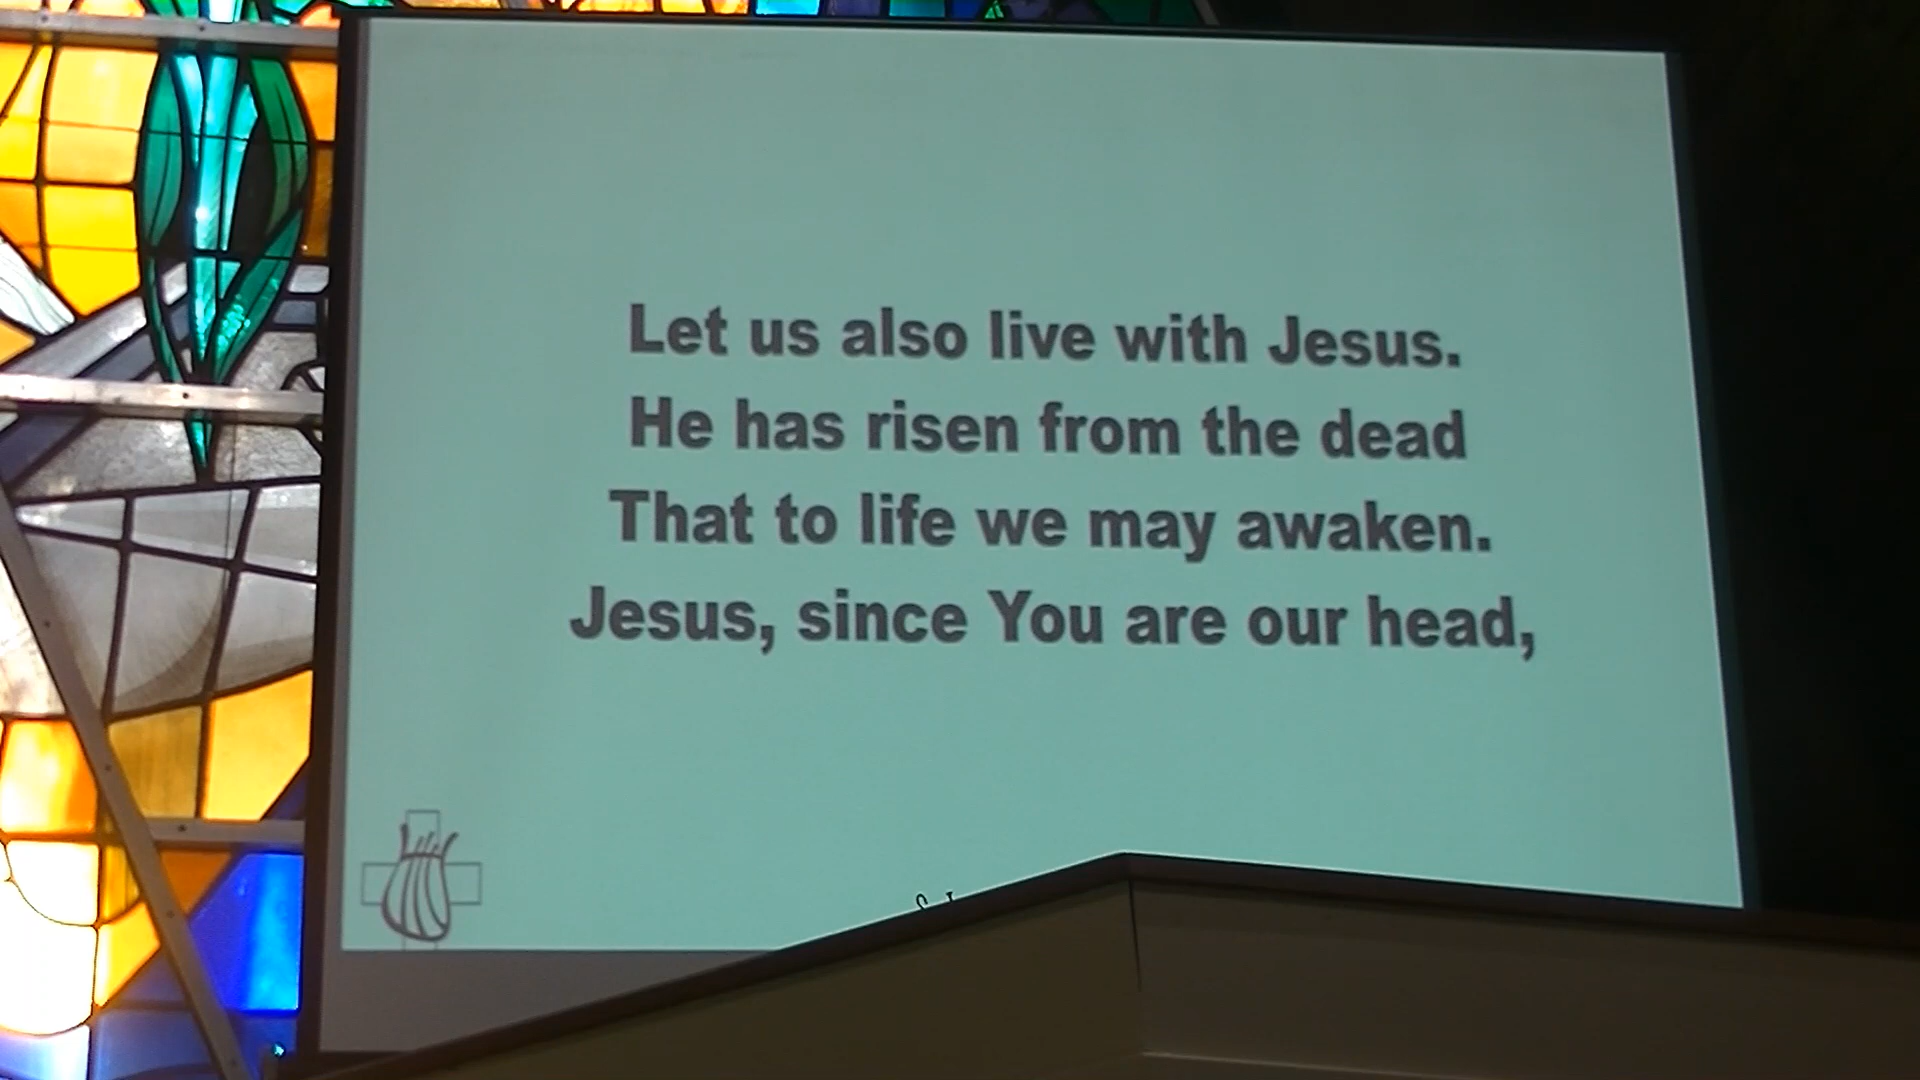 Let us also live with Jesus.
He has risen from the dead
That to life we may awaken.
Jesus, since You are our head,